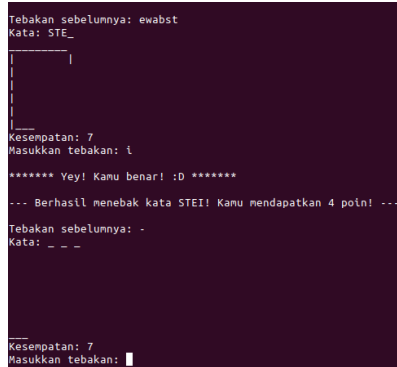 Tebakan sebelumnya: ewabst
Kata: STE_
_________
|        |
|
|
|
|
|___
Kesempatan: 7
Masukkan tebakan: i
******* Yey! Kamu benar! :D *******
--- Berhasil menebak kata STEI! Kamu mendapatkan 4 poin! ---
Tebakan sebelumnya: -
Kata: _ _ _
___
Kesempatan: 7
Masukkan tebakan: